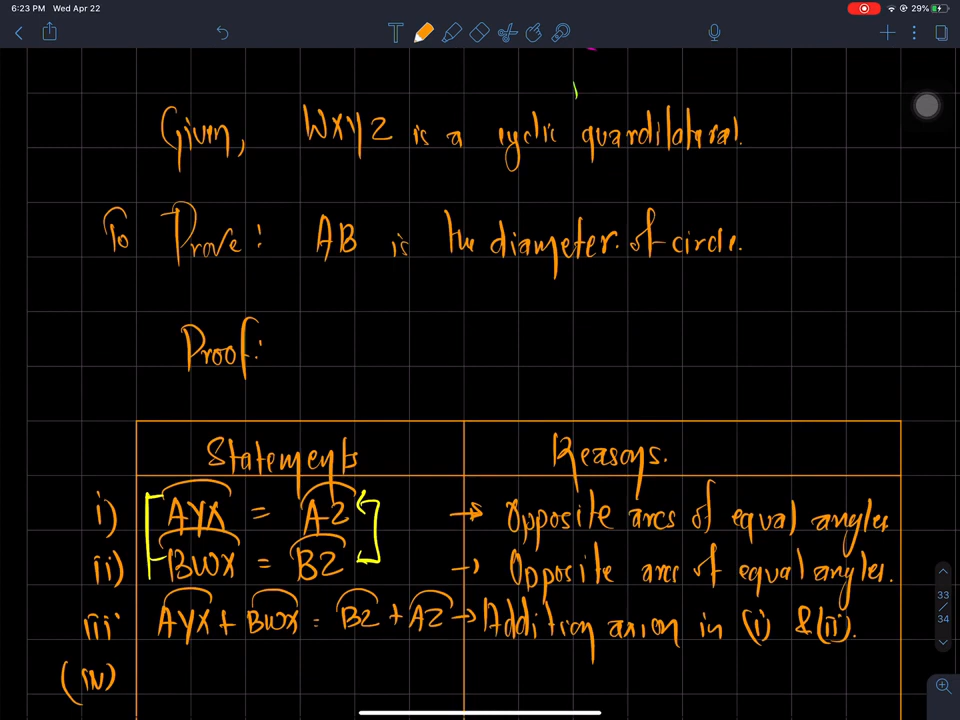 6:23 PM Wed Apr 22 29%
T
Given, WXYZ is a cyclic quardilateral.
To Prove: AB is the diameter. of circle.
Proof:
Statements Reasons.
i) AYX = AZ → Opposite arcs of equal angles
ii) BWX = BZ → Opposite arcs of equal angles.
iii AYX + BWX = BZ + AZ → Addition axion in (i) & (ii).
(iv)
33
/
34